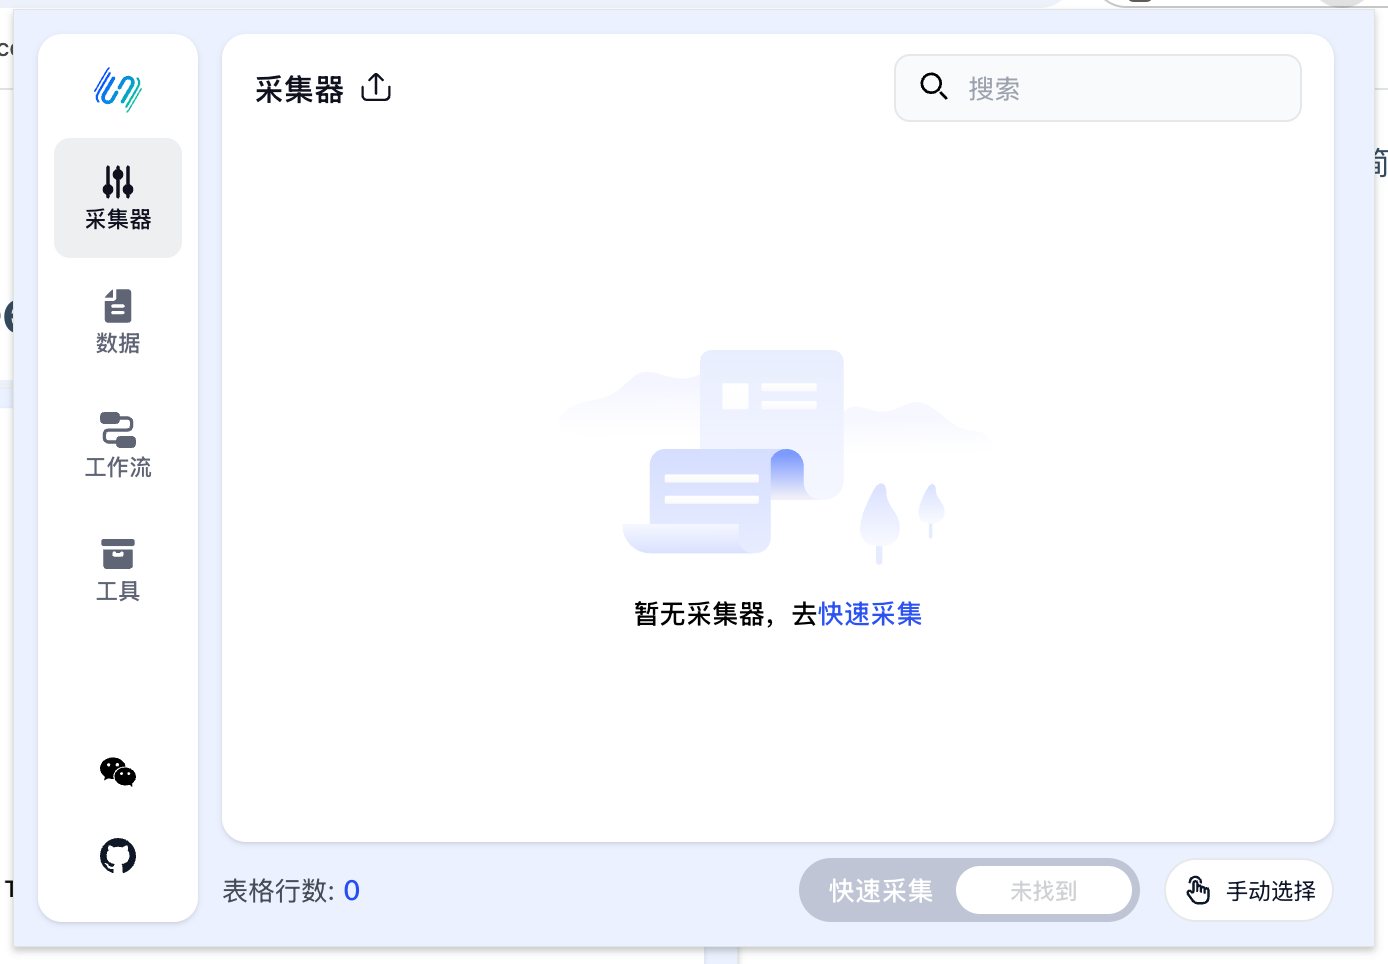 采集器
搜索
采集器
数据
工作流
工具
暂无采集器，去快速采集
表格行数: 0
快速采集 未找到
手动选择